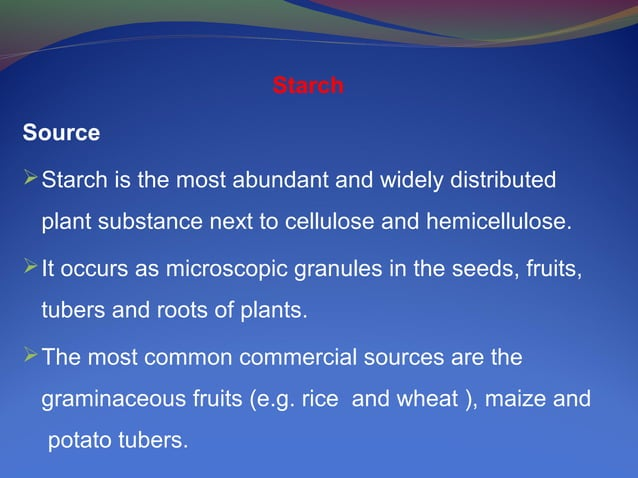 Starch
Source
➢Starch is the most abundant and widely distributed
plant substance next to cellulose and hemicellulose.
➢It occurs as microscopic granules in the seeds, fruits,
tubers and roots of plants.
➢The most common commercial sources are the
graminaceous fruits (e.g. rice  and wheat ), maize and
potato tubers.